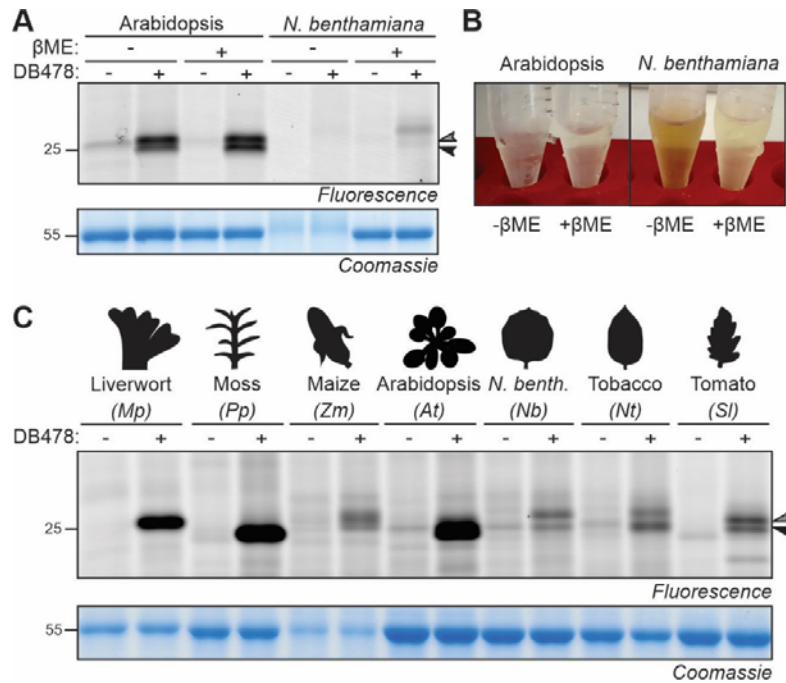 A
Arabidopsis N. benthamiana
βME: - + - +
DB478: - + - + - + - +
25
Fluorescence
55
Coomassie
B
Arabidopsis N. benthamiana
-βME +βME -βME +βME
C
Liverwort Moss Maize Arabidopsis N. benth. Tobacco Tomato
(Mp) (Pp) (Zm) (At) (Nb) (Nt) (Sl)
DB478: - + - + - + - + - + - + - +
25
Fluorescence
55
Coomassie